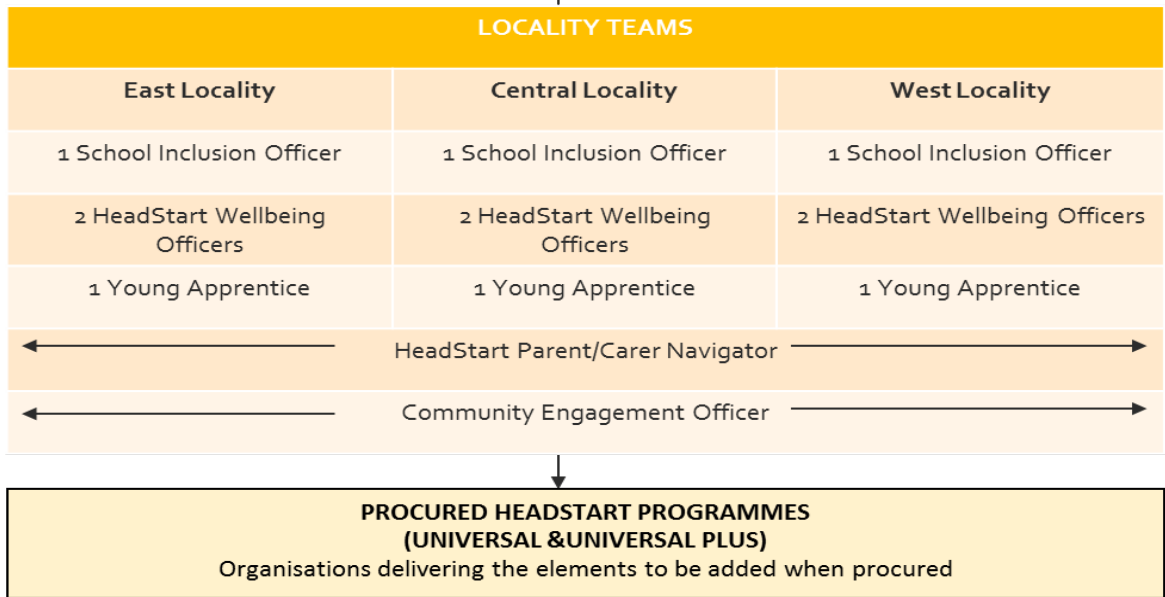 LOCALITY TEAMS
East Locality
Central Locality
West Locality
1 School Inclusion Officer
1 School Inclusion Officer
1 School Inclusion Officer
2 HeadStart Wellbeing
Officers
2 HeadStart Wellbeing
Officers
2 HeadStart Wellbeing Officers
1 Young Apprentice
1 Young Apprentice
1 Young Apprentice
HeadStart Parent/Carer Navigator
Community Engagement Officer
PROCURED HEADSTART PROGRAMMES
(UNIVERSAL &UNIVERSAL PLUS)
Organisations delivering the elements to be added when procured